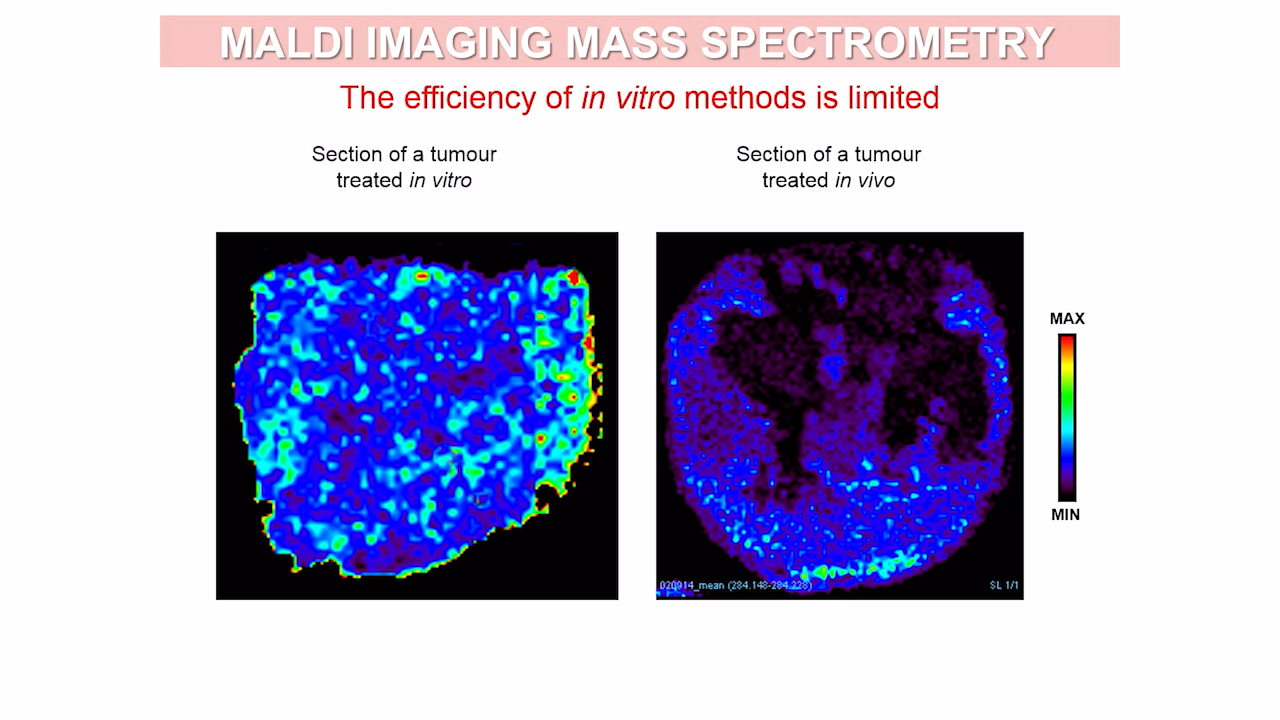 MALDI IMAGING MASS SPECTROMETRY
The efficiency of in vitro methods is limited
Section of a tumour
treated in vitro
Section of a tumour
treated in vivo
MAX
MIN
020914_mean (284.148-284.228)
SL 1/1